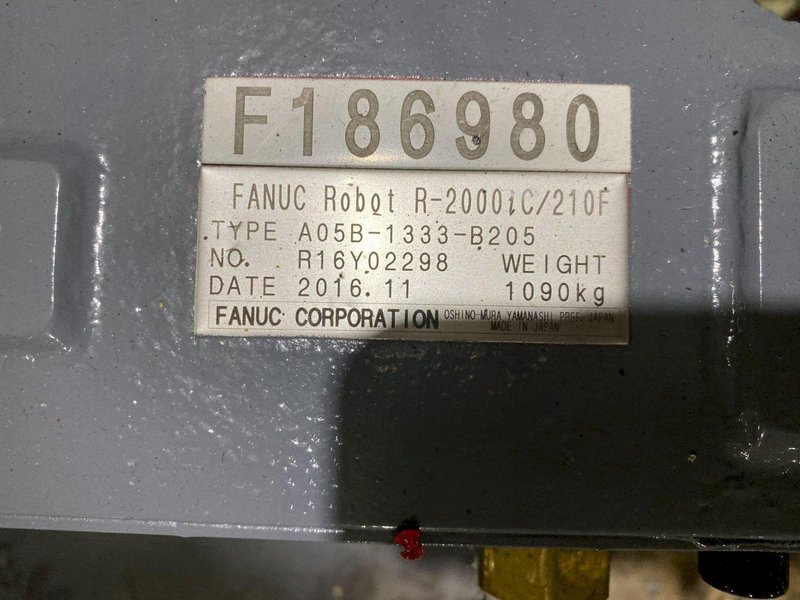 F186980
FANUC Robot R-2000iC/210F
TYPE A05B-1333-B205
NO. R16Y02298 WEIGHT
DATE 2016.11 1090kg
FANUC CORPORATION OSHINO-MURA YAMANASHI PREF. JAPAN
MADE IN JAPAN